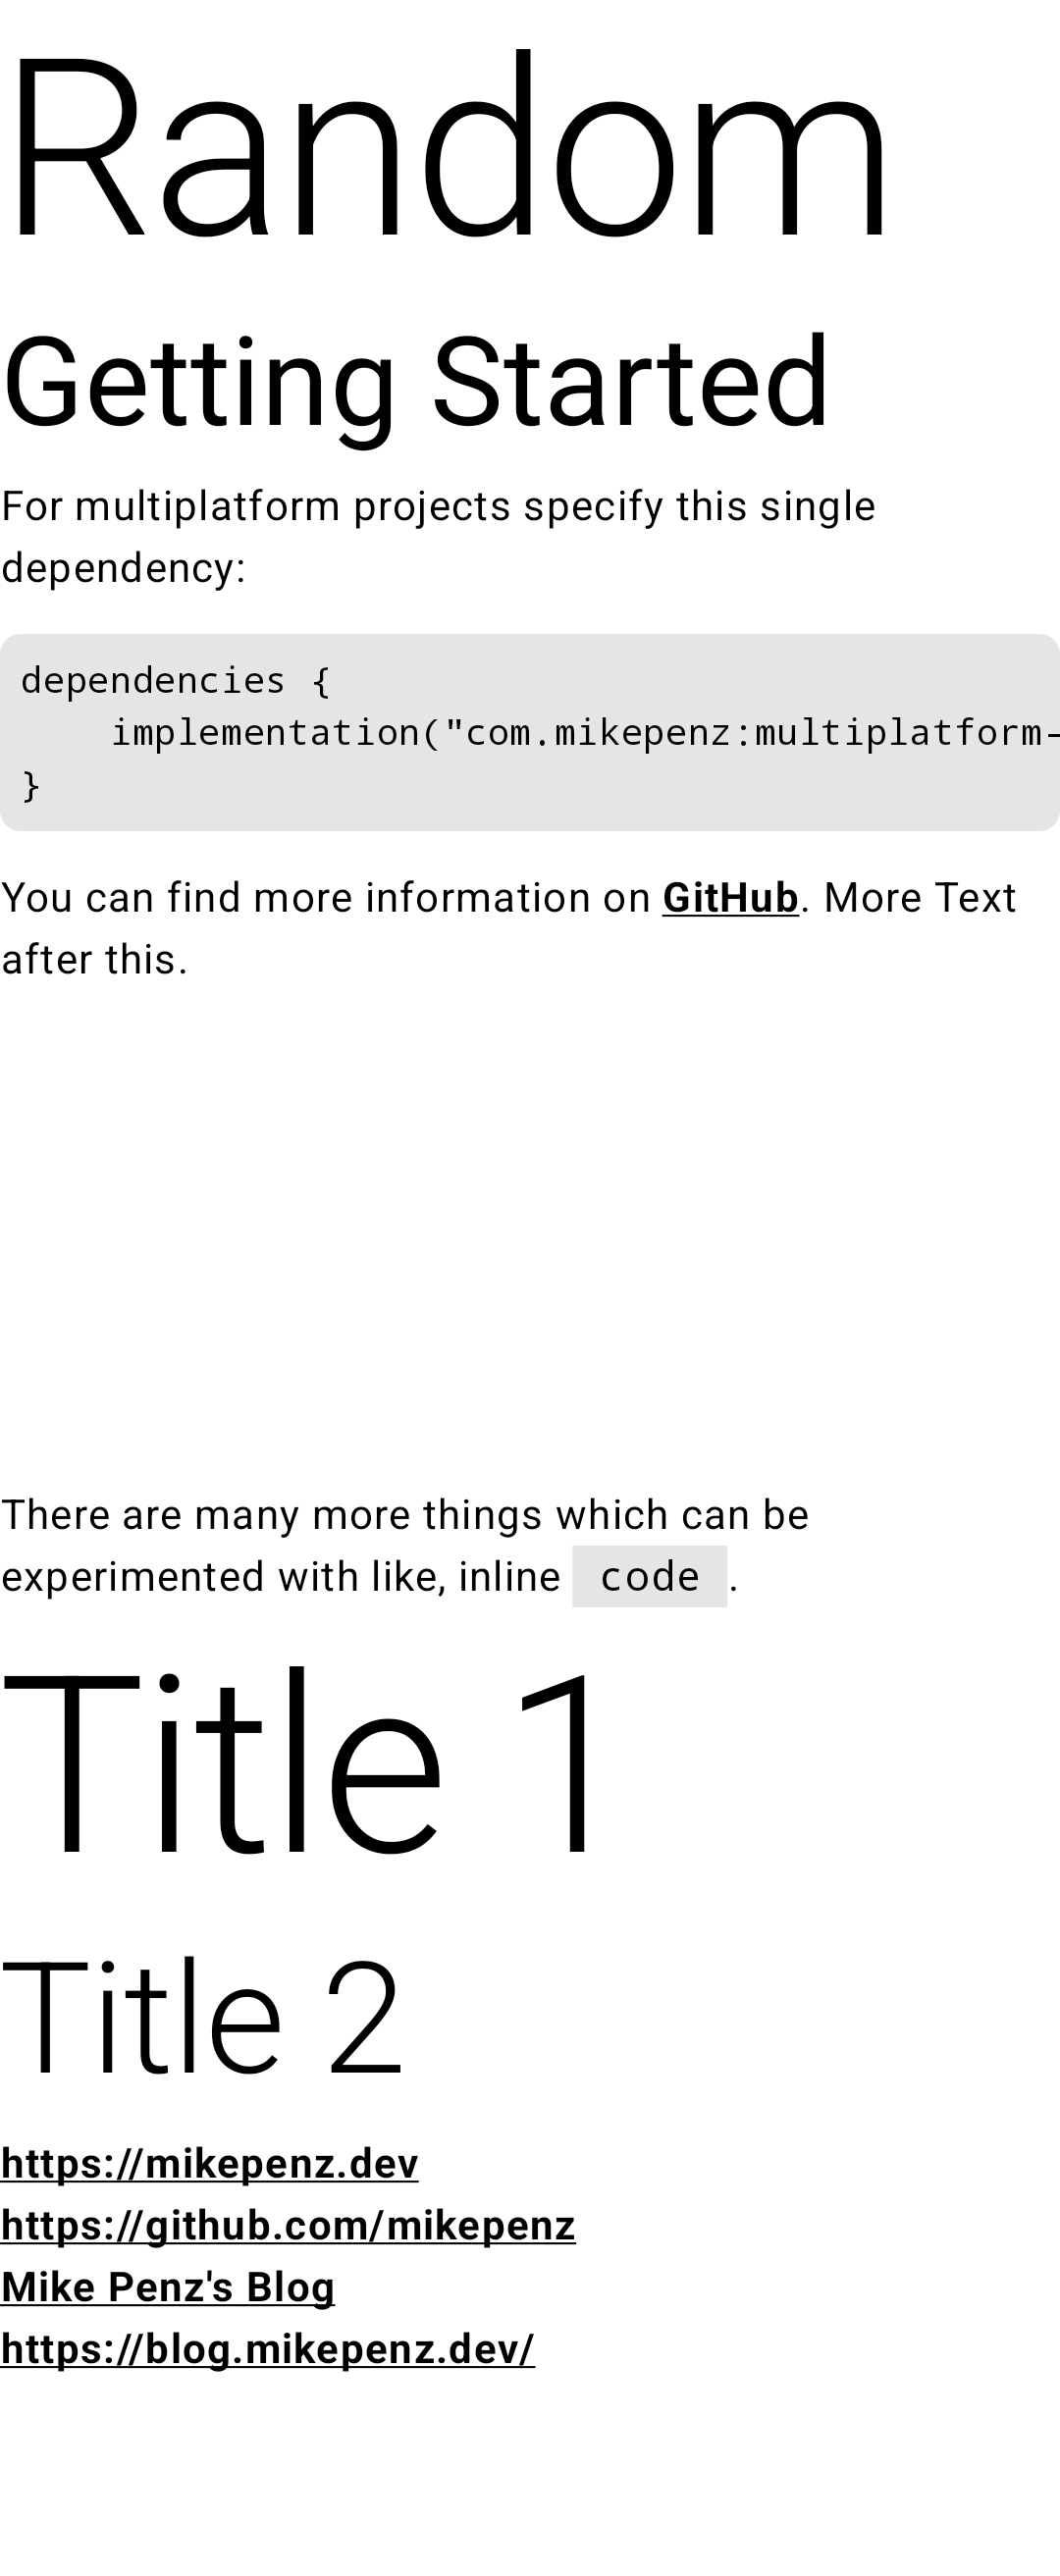 Random
Getting Started
For multiplatform projects specify this single
dependency:
dependencies {
    implementation("com.mikepenz:multiplatform-
}
You can find more information on GitHub. More Text
after this.
There are many more things which can be
experimented with like, inline code .
Title 1
Title 2
https://mikepenz.dev
https://github.com/mikepenz
Mike Penz's Blog
https://blog.mikepenz.dev/